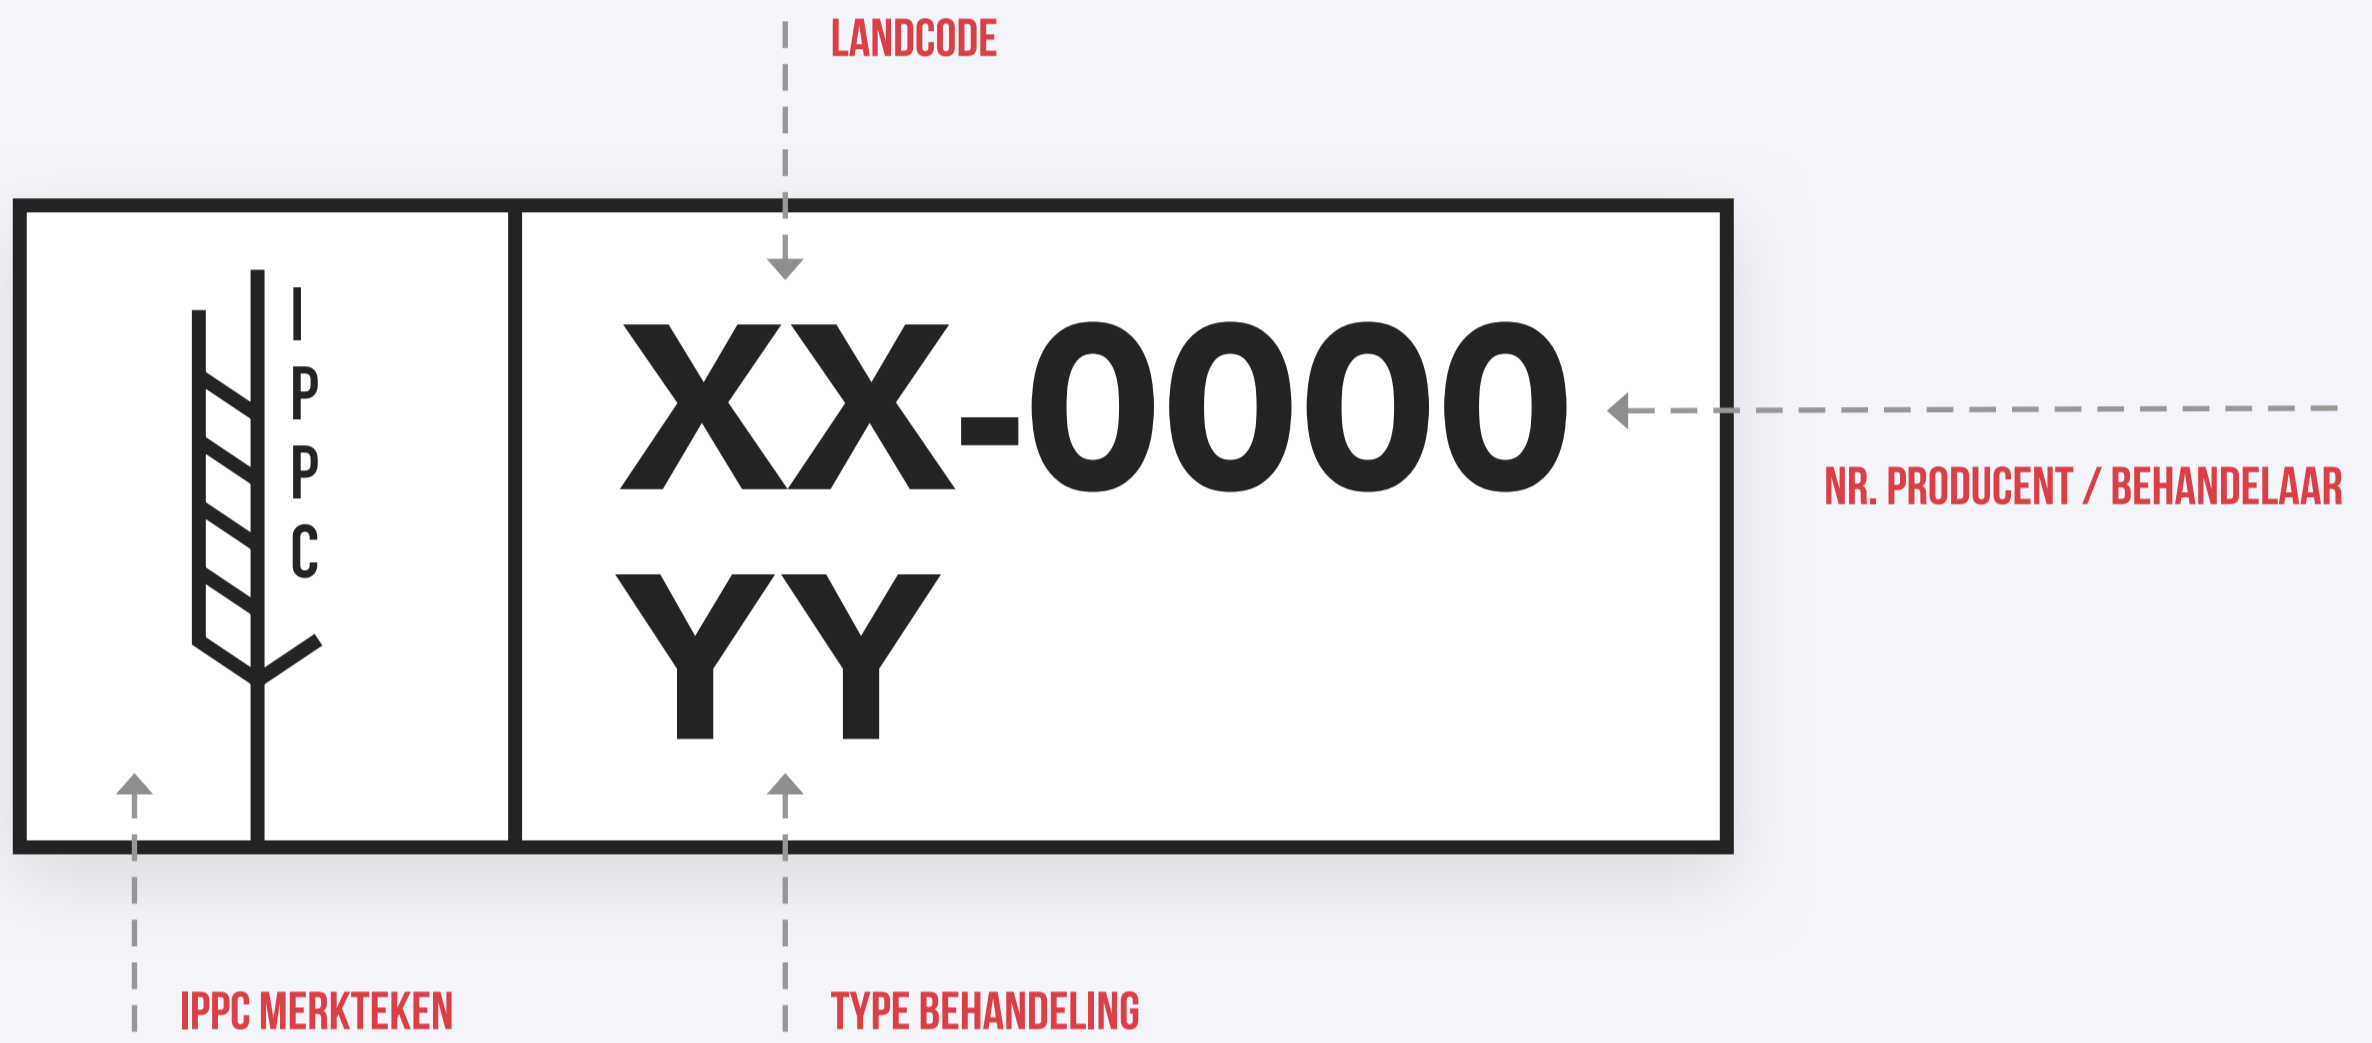 LANDCODE
I
P
P
C
XX-0000
NR. PRODUCENT / BEHANDELAAR
YY
IPPC MERKTEKEN
TYPE BEHANDELING